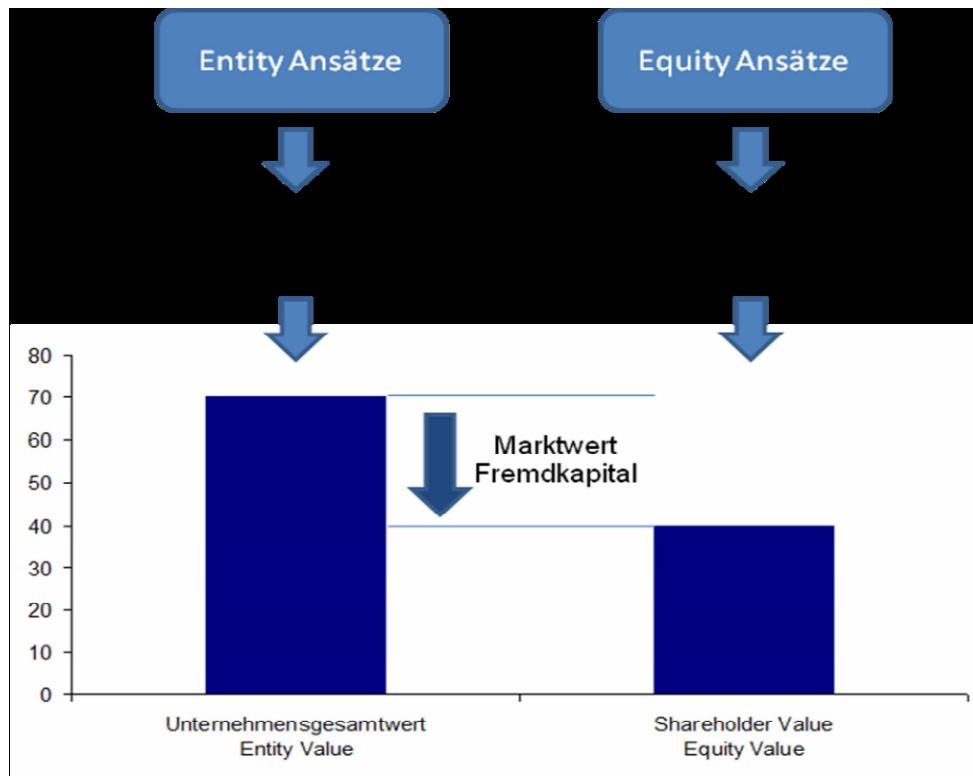 Entity Ansätze
Equity Ansätze
80
70
60
50
40
30
20
10
0
Marktwert
Fremdkapital
Unternehmensgesamtwert
Entity Value
Shareholder Value
Equity Value